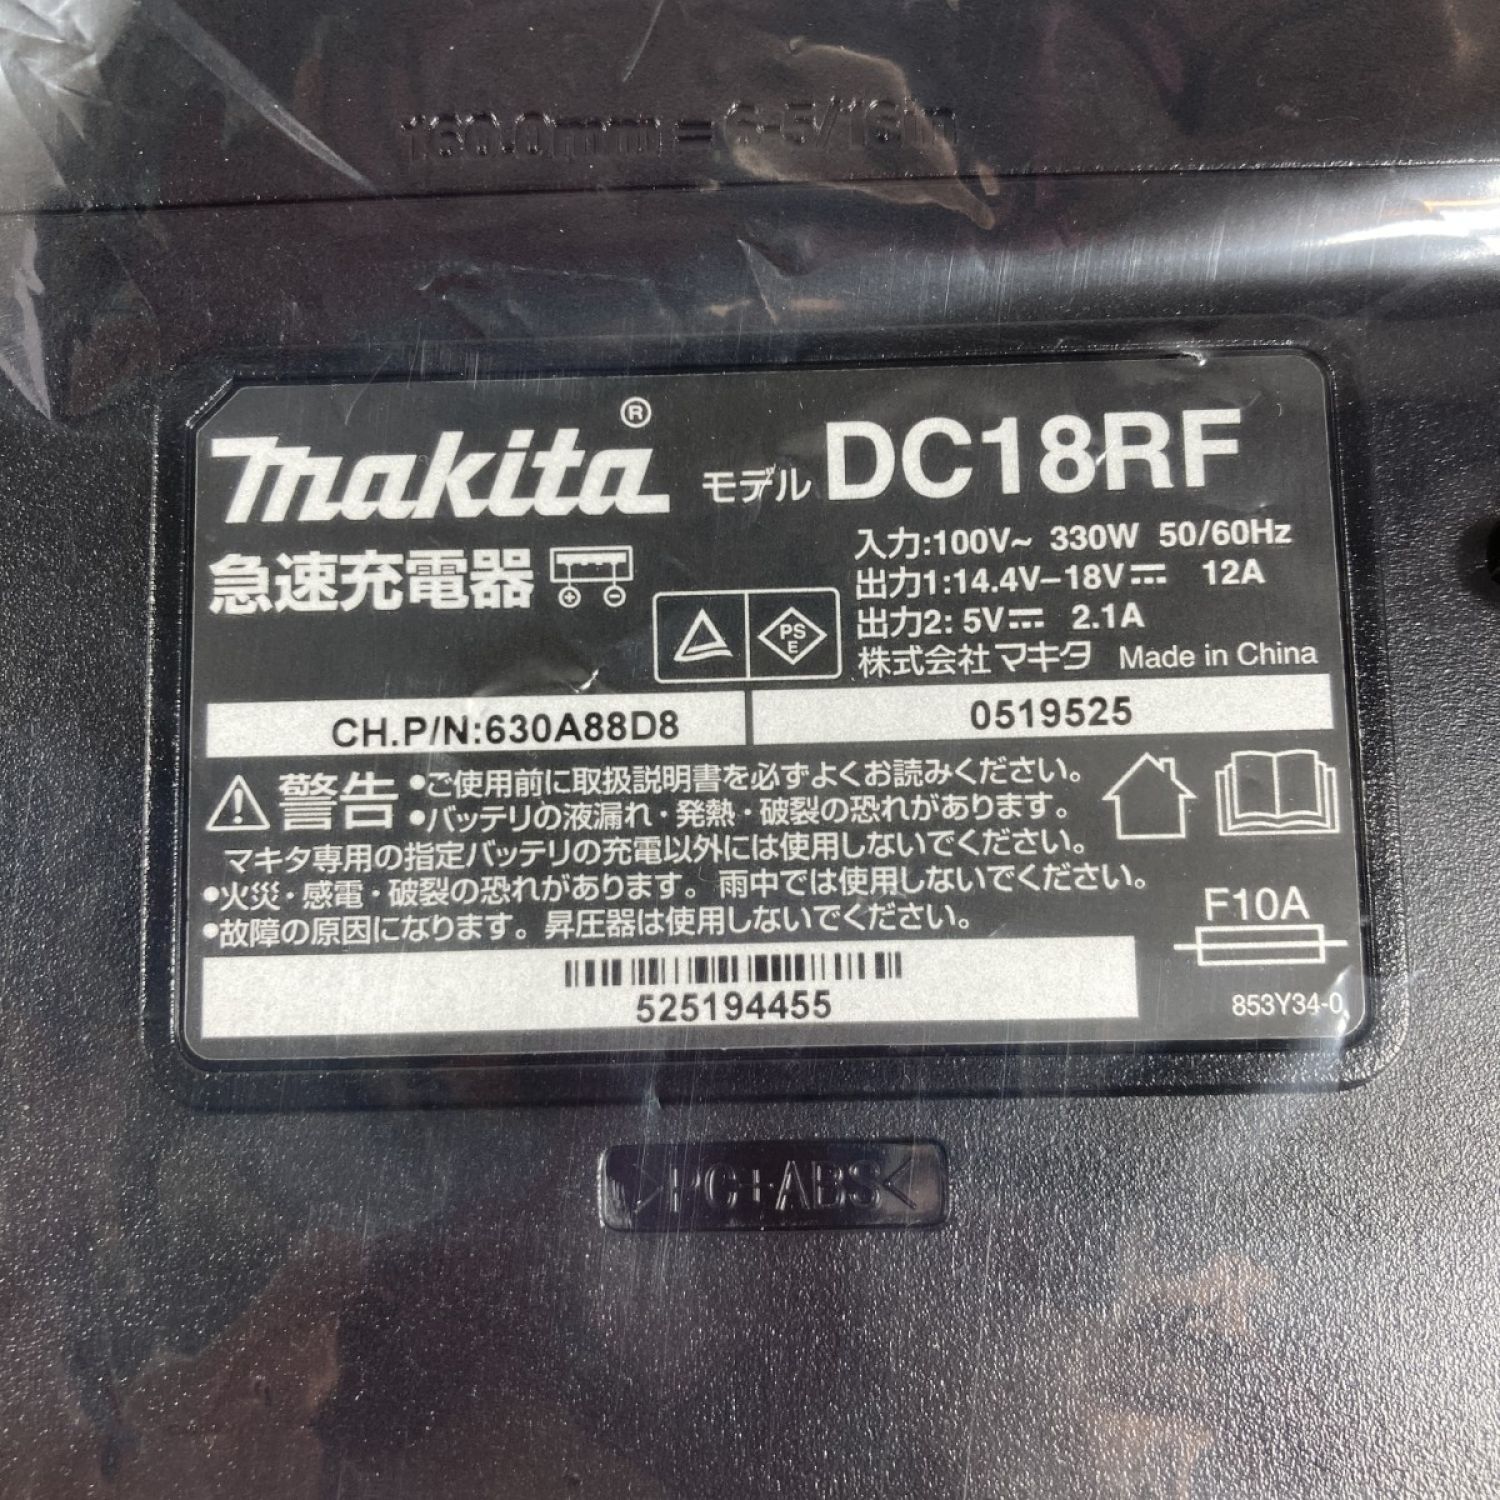 160.0mm = 6-5/16in
makita®
モデル DC18RF
急速充電器
入力:100V~ 330W 50/60Hz
出力1:14.4V–18V⎓ 12A
出力2: 5V⎓ 2.1A
PS
E
株式会社マキタ Made in China
CH.P/N:630A88D8
0519525
警告
•ご使用前に取扱説明書を必ずよくお読みください。
•バッテリの液漏れ・発熱・破裂の恐れがあります。
マキタ専用の指定バッテリの充電以外には使用しないでください。
•火災・感電・破裂の恐れがあります。雨中では使用しないでください。
•故障の原因になります。昇圧器は使用しないでください。
F10A
525194455
853Y34-0
>PC+ABS<